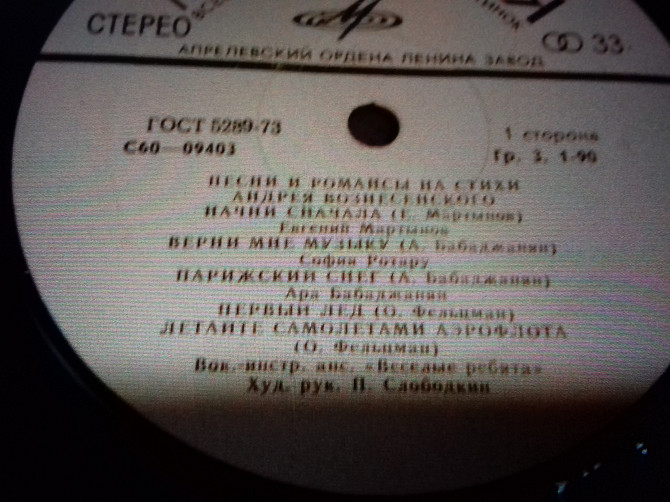 СТЕРЕО
33
АПРЕЛЕВСКИЙ ОРДЕНА ЛЕНИНА ЗАВОД
ГОСТ 5289-73
С60—09403
1 сторона
Гр. 3. 1-90
ПЕСНИ И РОМАНСЫ НА СТИХИ
АНДРЕЯ ВОЗНЕСЕНСКОГО
НАЧНИ СНАЧАЛА (Е. Мартынов)
Евгений Мартынов
ВЕРНИ МНЕ МУЗЫКУ (А. Бабаджанян)
София Ротару
ПАРИЖСКИЙ СНЕГ (А. Бабаджанян)
Ара Бабаджанян
ПЕРВЫЙ ЛЕД (О. Фельцман)
ЛЕТАЙТЕ САМОЛЕТАМИ АЭРОФЛОТА
(О. Фельцман)
Вок.-инстр. анс. «Веселые ребята»
Худ. рук. П. Слободкин